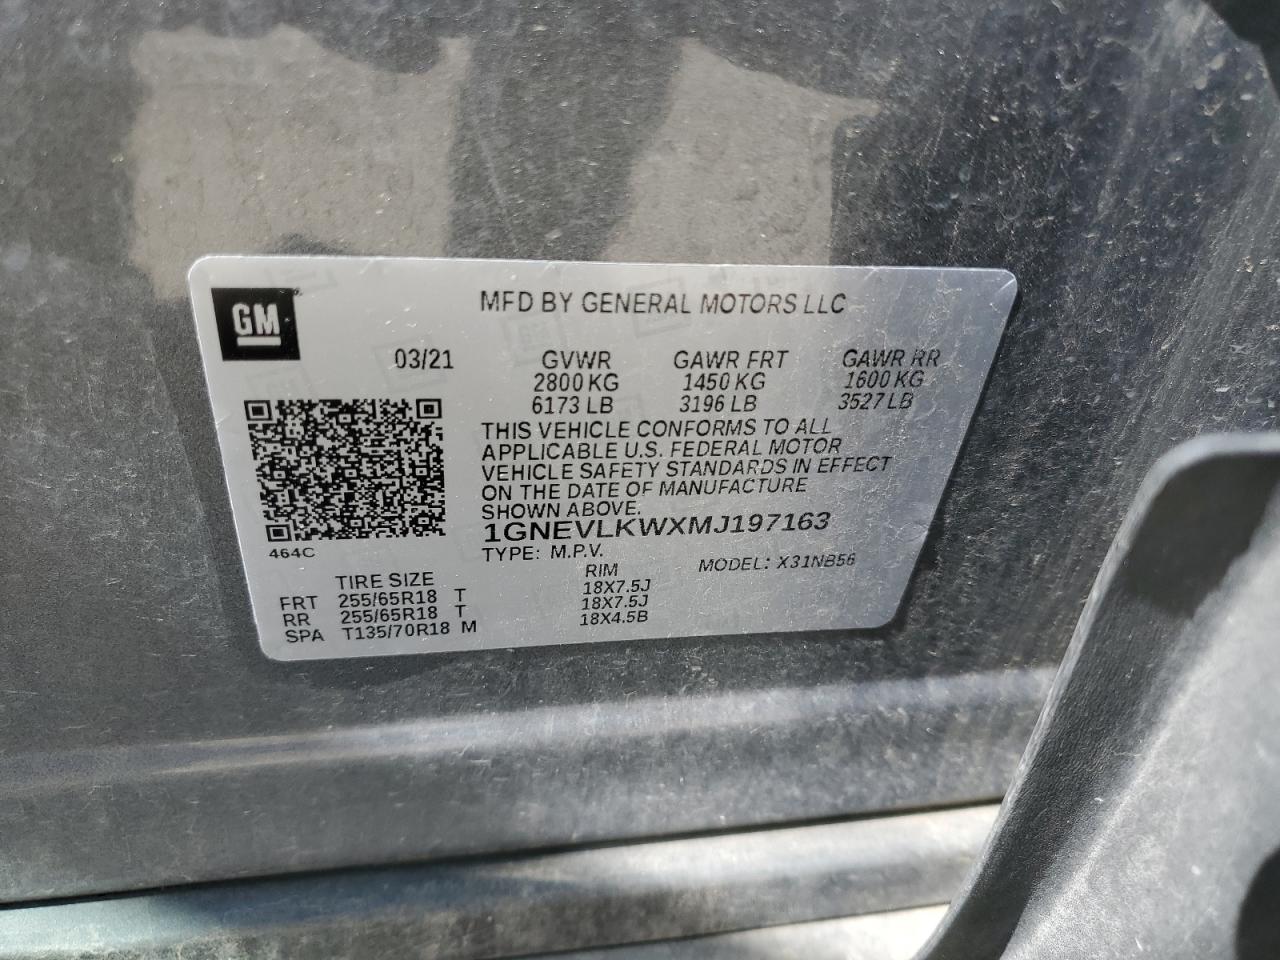 GM
MFD BY GENERAL MOTORS LLC
03/21 GVWR GAWR FRT GAWR RR
2800 KG 1450 KG 1600 KG
6173 LB 3196 LB 3527 LB
THIS VEHICLE CONFORMS TO ALL
APPLICABLE U.S. FEDERAL MOTOR
VEHICLE SAFETY STANDARDS IN EFFECT
ON THE DATE OF MANUFACTURE
SHOWN ABOVE.
1GNEVLKWXMJ197163
464C
TYPE: M.P.V. MODEL: X31NB56
TIRE SIZE RIM
FRT 255/65R18 T 18X7.5J
RR 255/65R18 T 18X7.5J
SPA T135/70R18 M 18X4.5B